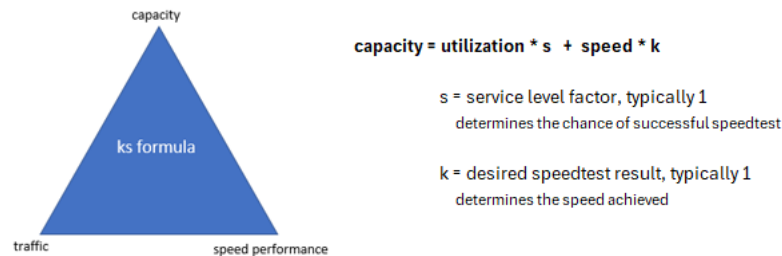 capacity
ks formula
traffic
speed performance
capacity = utilization * s + speed * k
s = service level factor, typically 1
determines the chance of successful speedtest
k = desired speedtest result, typically 1
determines the speed achieved